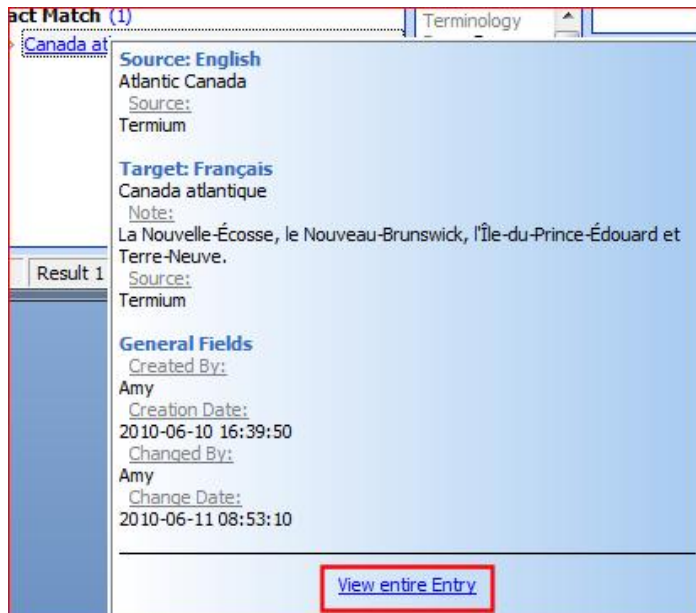 act Match (1)
Terminology
Canada at
Source: English
Atlantic Canada
Source:
Termium
Target: Français
Canada atlantique
Note:
La Nouvelle-Écosse, le Nouveau-Brunswick, l'Île-du-Prince-Édouard et
Terre-Neuve.
Source:
Termium
Result 1
General Fields
Created By:
Amy
Creation Date:
2010-06-10 16:39:50
Changed By:
Amy
Change Date:
2010-06-11 08:53:10
View entire Entry